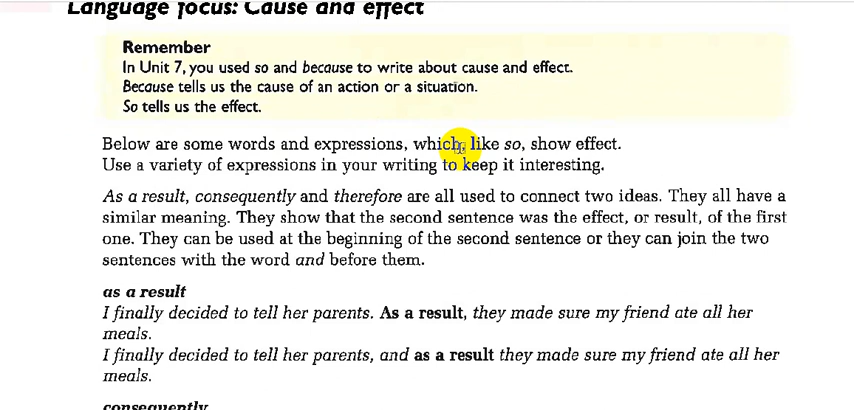 Language focus: Cause and effect
Remember
In Unit 7, you used so and because to write about cause and effect.
Because tells us the cause of an action or a situation.
So tells us the effect.
Below are some words and expressions, which, like so, show effect.
Use a variety of expressions in your writing to keep it interesting.
As a result, consequently and therefore are all used to connect two ideas. They all have a
similar meaning. They show that the second sentence was the effect, or result, of the first
one. They can be used at the beginning of the second sentence or they can join the two
sentences with the word and before them.
as a result
I finally decided to tell her parents. As a result, they made sure my friend ate all her
meals.
I finally decided to tell her parents, and as a result they made sure my friend ate all her
meals.
consequently